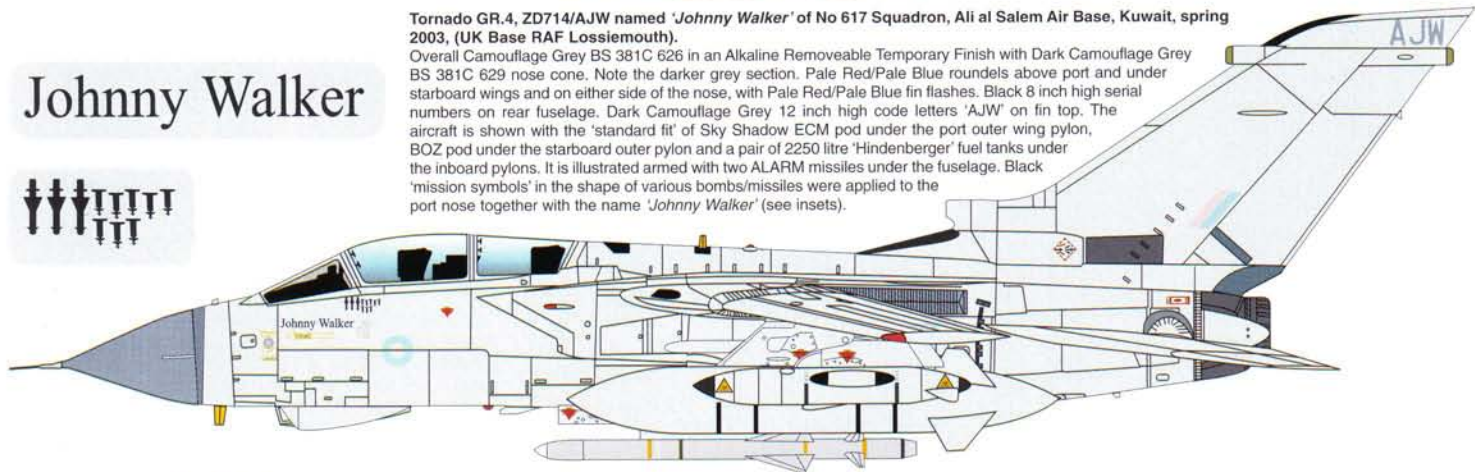 Tornado GR.4, ZD714/AJW named 'Johnny Walker' of No 617 Squadron, Ali al Salem Air Base, Kuwait, spring
2003, (UK Base RAF Lossiemouth).
Overall Camouflage Grey BS 381C 626 in an Alkaline Removeable Temporary Finish with Dark Camouflage Grey
BS 381C 629 nose cone. Note the darker grey section. Pale Red/Pale Blue roundels above port and under
starboard wings and on either side of the nose, with Pale Red/Pale Blue fin flashes. Black 8 inch high serial
numbers on rear fuselage. Dark Camouflage Grey 12 inch high code letters 'AJW' on fin top. The
aircraft is shown with the 'standard fit' of Sky Shadow ECM pod under the port outer wing pylon,
BOZ pod under the starboard outer pylon and a pair of 2250 litre 'Hindenberger' fuel tanks under
the inboard pylons. It is illustrated armed with two ALARM missiles under the fuselage. Black
'mission symbols' in the shape of various bombs/missiles were applied to the
port nose together with the name 'Johnny Walker' (see insets).
AJW
Johnny Walker
Johnny Walker